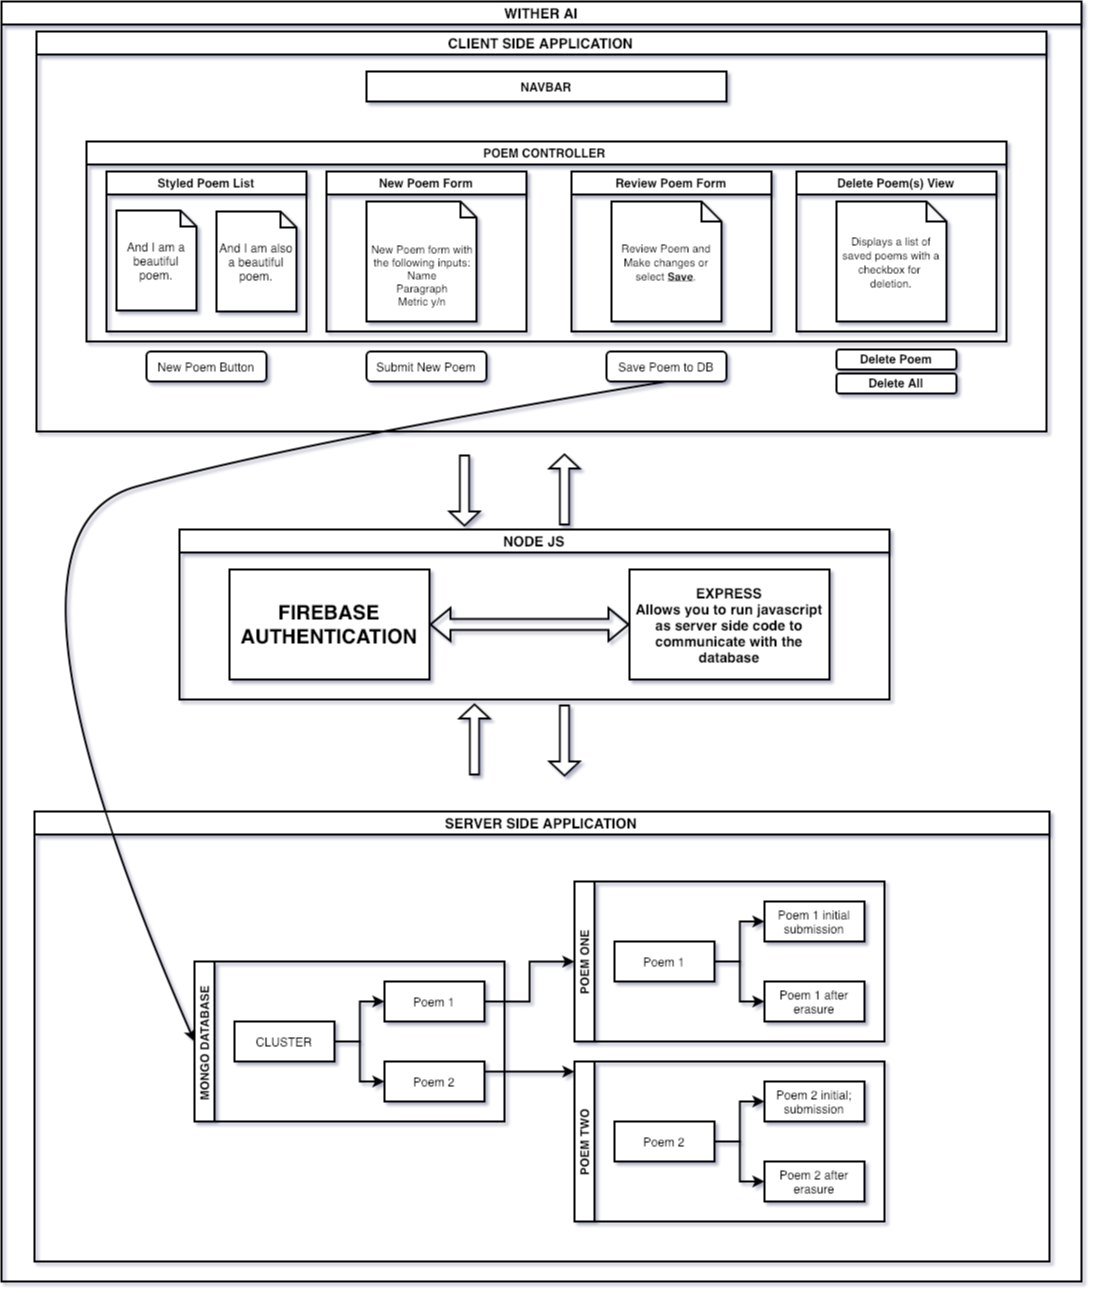 WITHER AI
CLIENT SIDE APPLICATION
NAVBAR
POEM CONTROLLER
Styled Poem List
And I am a
beautiful
poem.
And I am also
a beautiful
poem.
New Poem Form
New Poem form with
the following inputs:
Name
Paragraph
Metric y/n
Review Poem Form
Review Poem and
Make changes or
select Save.
Delete Poem(s) View
Displays a list of
saved poems with a
checkbox for
deletion.
New Poem Button
Submit New Poem
Save Poem to DB
Delete Poem
Delete All
NODE JS
FIREBASE
AUTHENTICATION
EXPRESS
Allows you to run javascript
as server side code to
communicate with the
database
SERVER SIDE APPLICATION
MONGO DATABASE
CLUSTER
Poem 1
Poem 2
POEM ONE
Poem 1
Poem 1 initial
submission
Poem 1 after
erasure
POEM TWO
Poem 2
Poem 2 initial;
submission
Poem 2 after
erasure